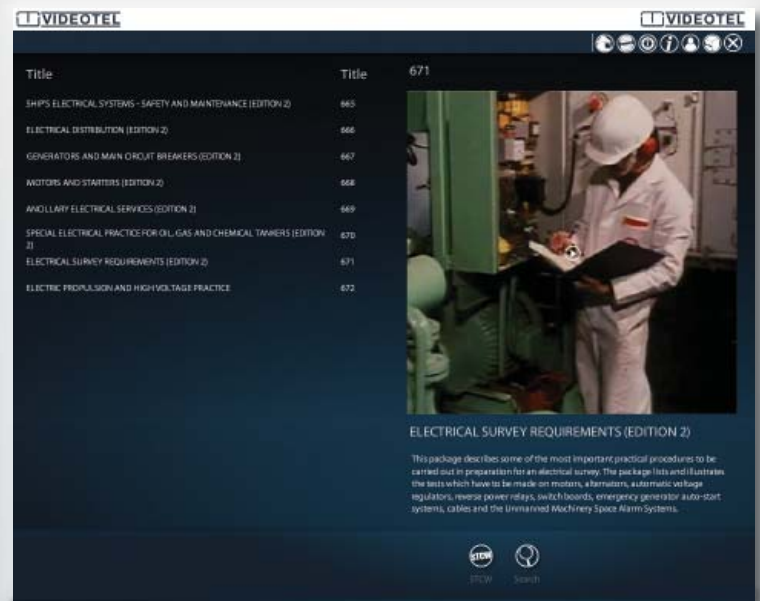 VIDEOTEL
VIDEOTEL
Title Title
SHIP'S ELECTRICAL SYSTEMS - SAFETY AND MAINTENANCE (EDITION 2) 665
ELECTRICAL DISTRIBUTION (EDITION 2) 666
GENERATORS AND MAIN CIRCUIT BREAKERS (EDITION 2) 667
MOTORS AND STARTERS (EDITION 2) 668
ANCILLARY ELECTRICAL SERVICES (EDITION 2) 669
SPECIAL ELECTRICAL PRACTICE FOR OIL, GAS AND CHEMICAL TANKERS (EDITION 670
2)
ELECTRICAL SURVEY REQUIREMENTS (EDITION 2) 671
ELECTRIC PROPULSION AND HIGH VOLTAGE PRACTICE 672
671
ELECTRICAL SURVEY REQUIREMENTS (EDITION 2)
This package describes some of the most important practical procedures to be
carried out in preparation for an electrical survey. The package lists and illustrates
the tests which have to be made on motors, alternators, automatic voltage
regulators, reverse power relays, switch boards, emergency generator auto-start
systems, cables and the Unmanned Machinery Space Alarm Systems.
STCW
STCW Search